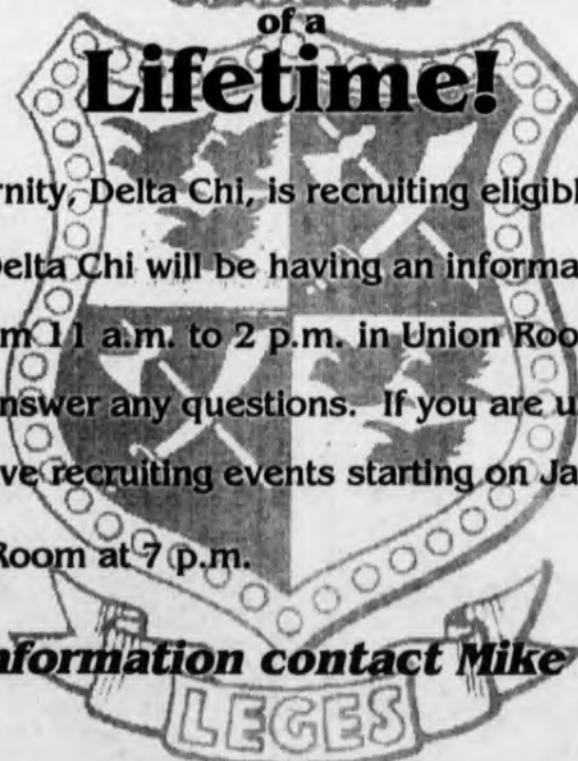 of a
Lifetime!
rnity, Delta Chi, is recruiting eligibl
Delta Chi will be having an informa
m 11 a.m. to 2 p.m. in Union Roo
nswer any questions. If you are u
ve recruiting events starting on Ja
Room at 7 p.m.
nformation contact Mike
LEGES